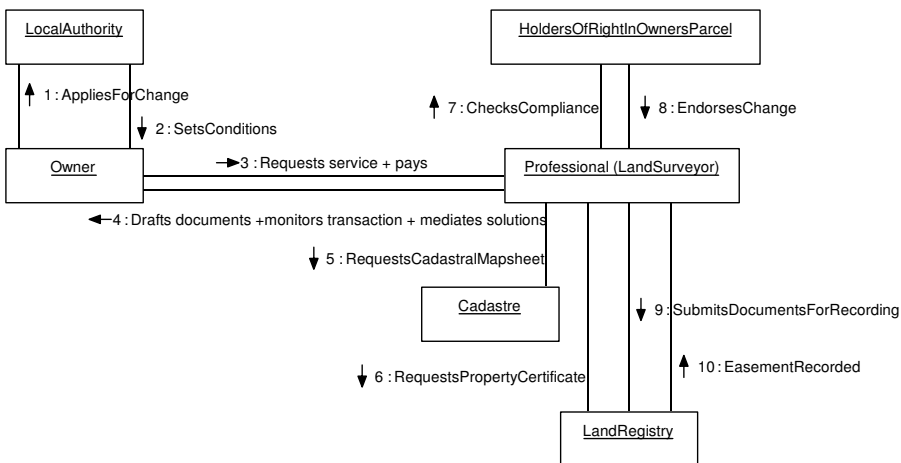 LocalAuthority
HoldersOfRightInOwnersParcel
1 : AppliesForChange
7 : ChecksCompliance
8 : EndorsesChange
2 : SetsConditions
Owner
3 : Requests service + pays
Professional (LandSurveyor)
4 : Drafts documents +monitors transaction + mediates solutions
5 : RequestsCadastralMapsheet
Cadastre
9 : SubmitsDocumentsForRecording
6 : RequestsPropertyCertificate
10 : EasementRecorded
LandRegistry